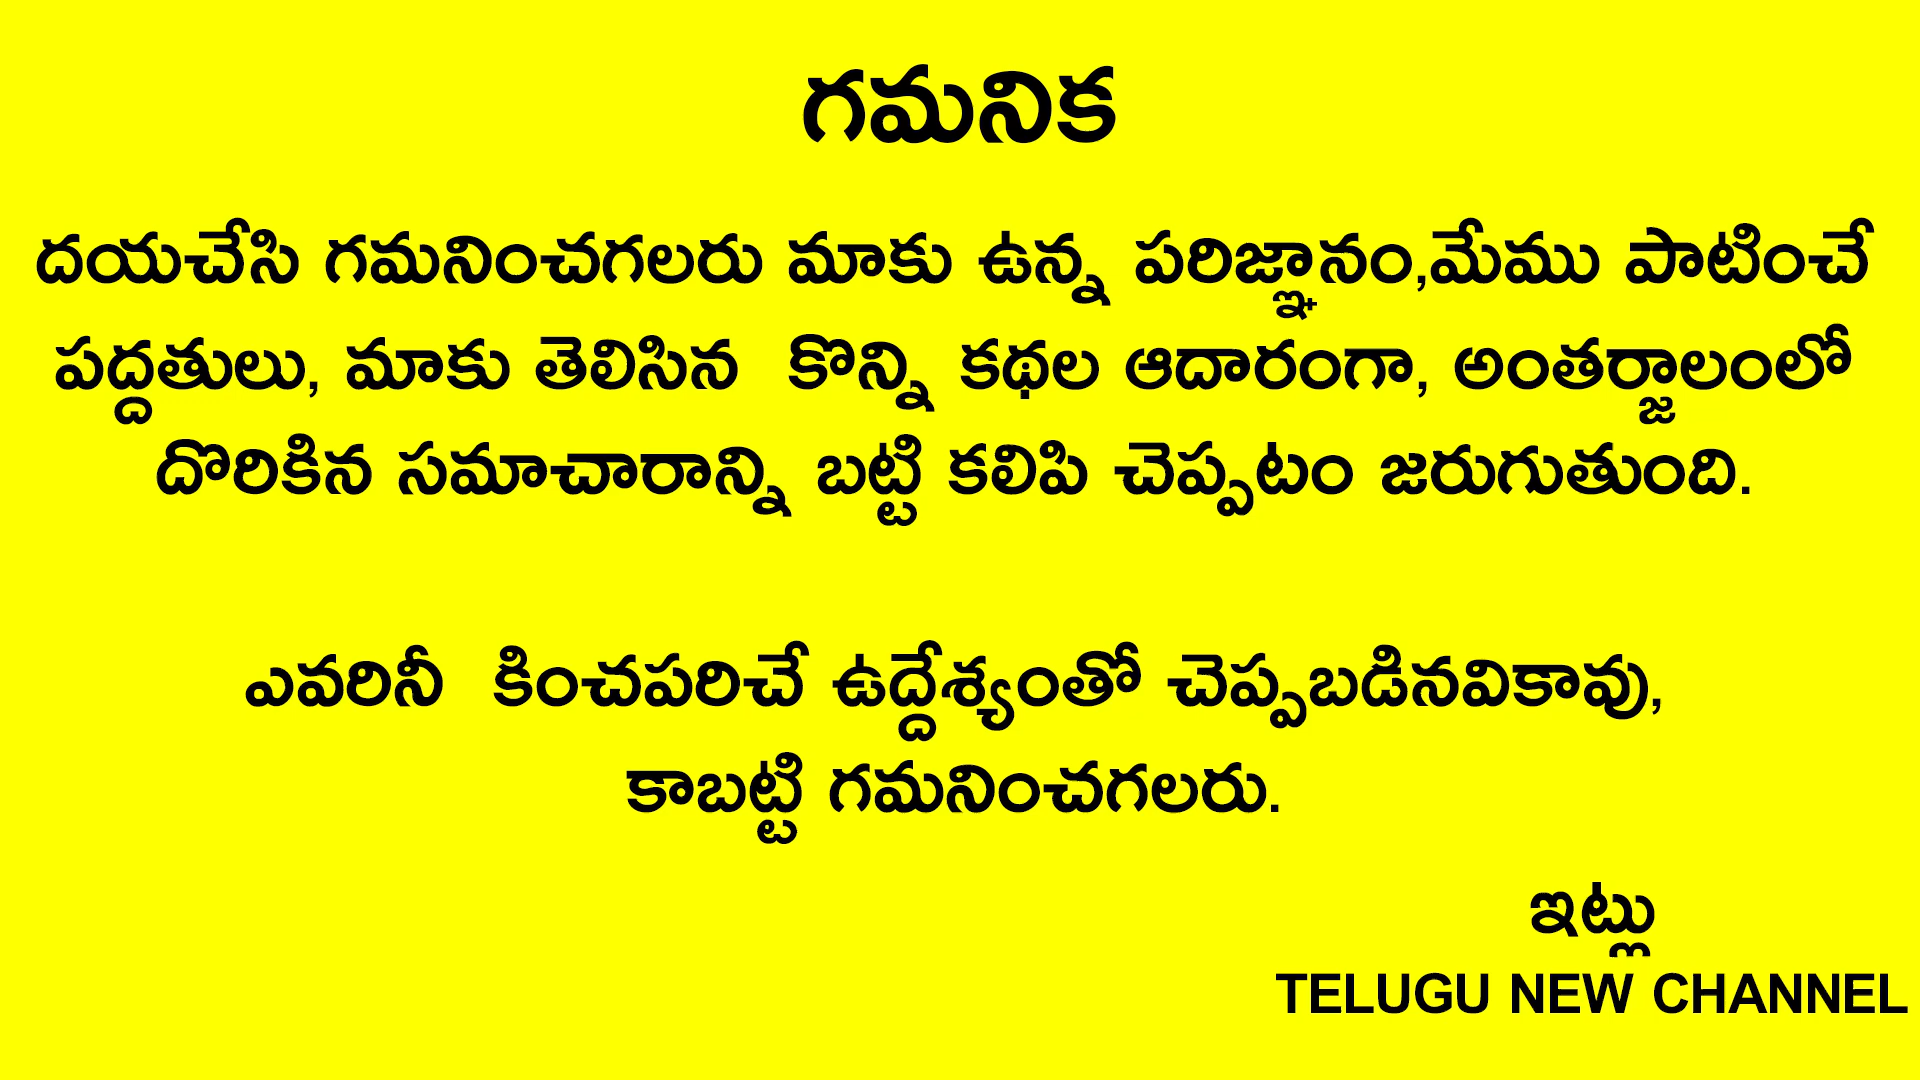 గమనిక
దయచేసి గమనించగలరు మాకు ఉన్న పరిజ్ఞానం,మేము పాటించే
పద్దతులు, మాకు తెలిసిన కొన్ని కథల ఆదారంగా, అంతర్జాలంలో
దొరికిన సమాచారాన్ని బట్టి కలిపి చెప్పటం జరుగుతుంది.
ఎవరినీ కించపరిచే ఉద్దేశ్యంతో చెప్పబడినవికావు,
కాబట్టి గమనించగలరు.
ఇట్లు
TELUGU NEW CHANNEL